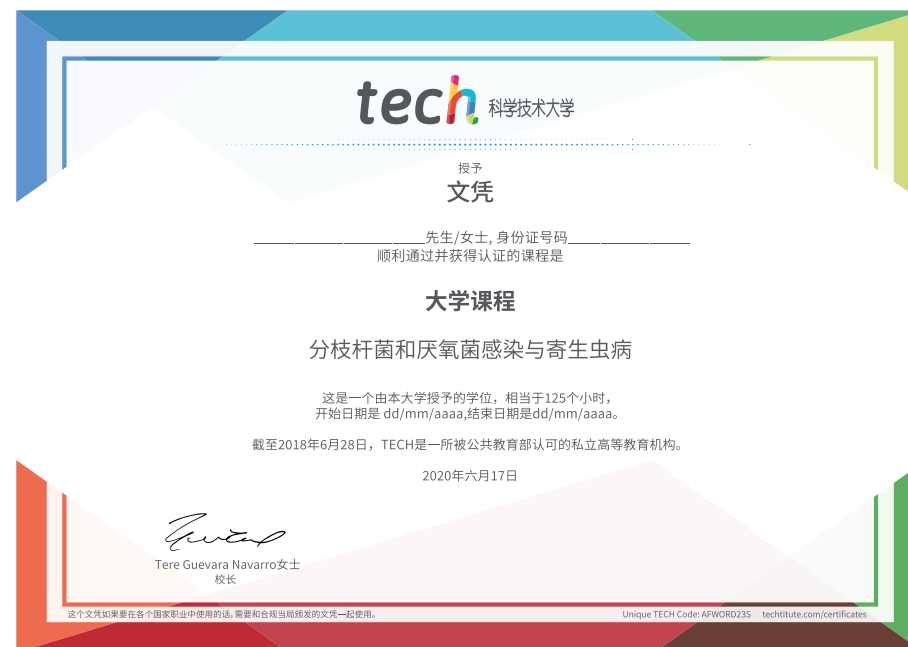 tech 科学技术大学
授予
文凭
________________________先生/女士, 身份证号码_________________
顺利通过并获得认证的课程是
大学课程
分枝杆菌和厌氧菌感染与寄生虫病
这是一个由本大学授予的学位，相当于125个小时，
开始日期是 dd/mm/aaaa,结束日期是dd/mm/aaaa。
截至2018年6月28日，TECH是一所被公共教育部认可的私立高等教育机构。
2020年六月17日
Tere Guevara Navarro女士
校长
这个文凭如果要在各个国家职业中使用的话,需要和合规当局颁发的文凭一起使用。
Unique TECH Code: AFWORD23S techtitute.com/certificates